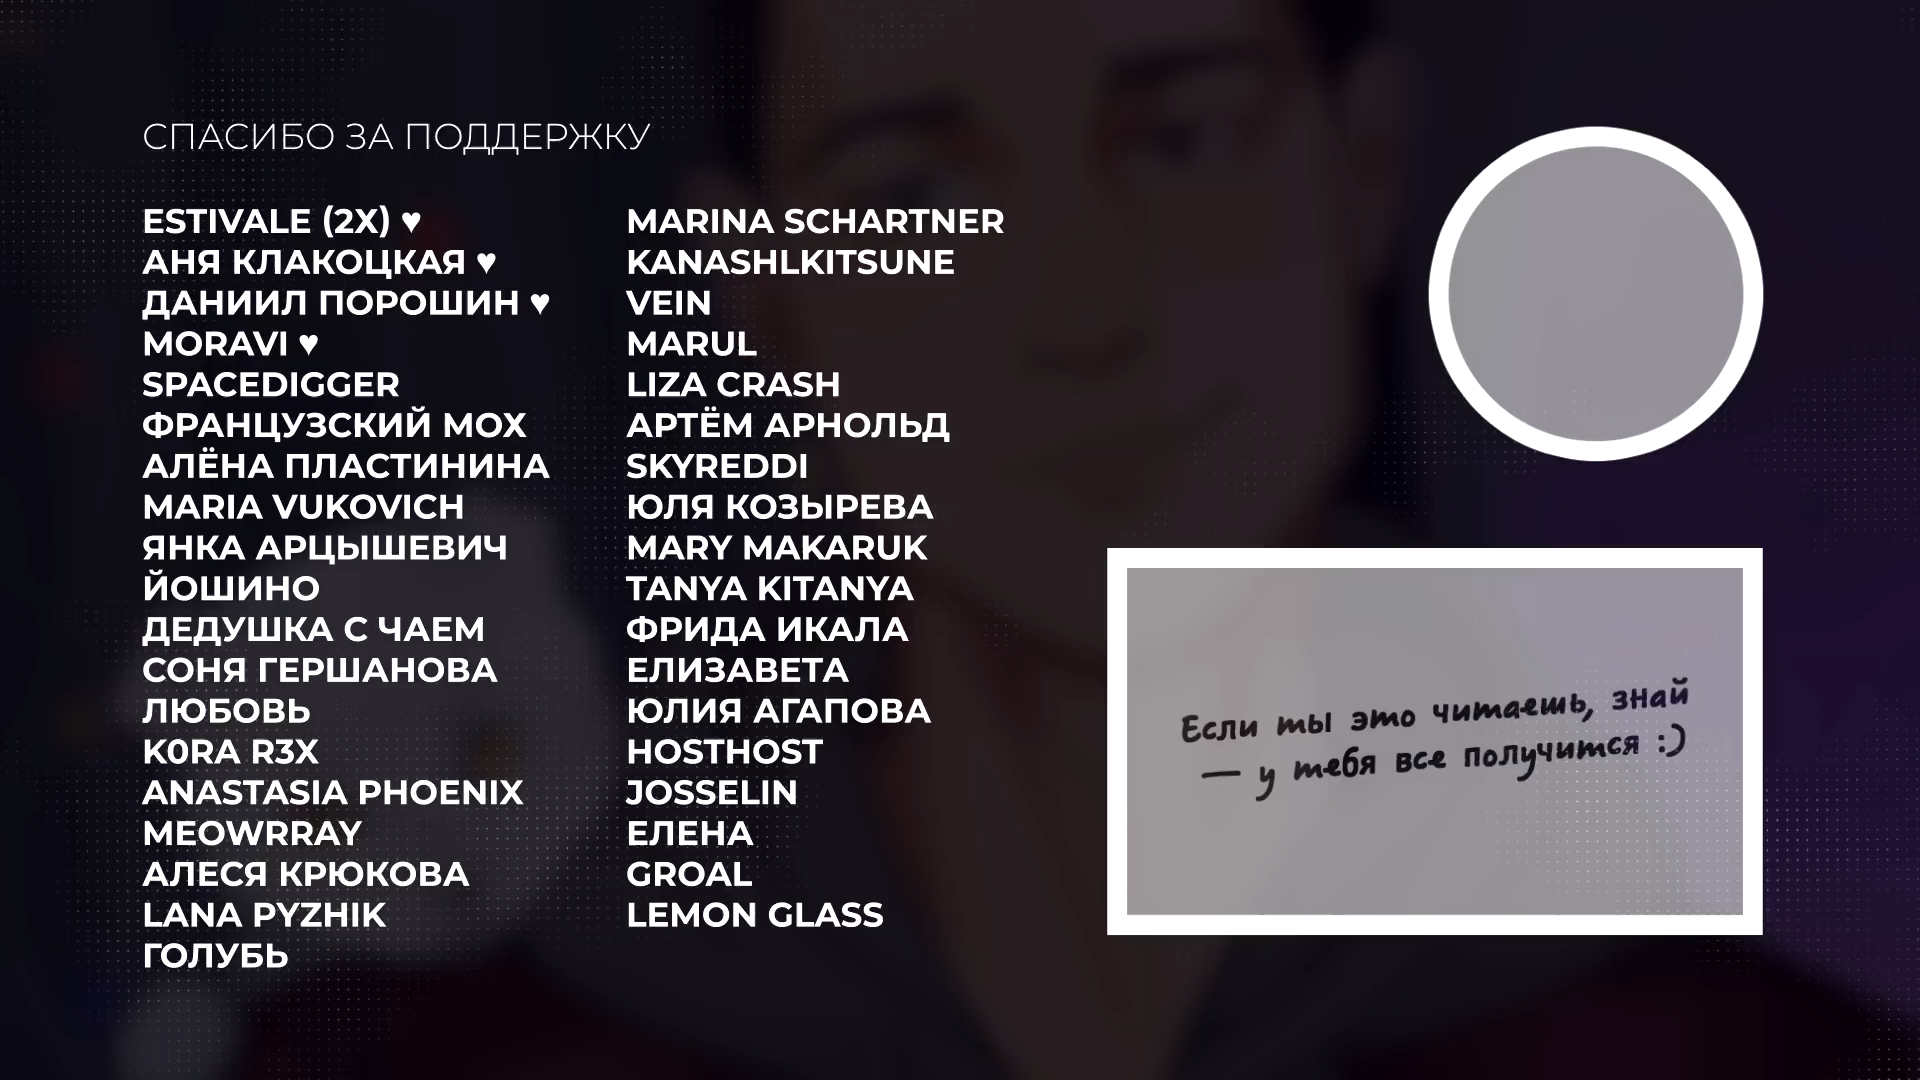 СПАСИБО ЗА ПОДДЕРЖКУ
ESTIVALE (2X) ♥
АНЯ КЛАКОЦКАЯ ♥
ДАНИИЛ ПОРОШИН ♥
MORAVI ♥
SPACEDIGGER
ФРАНЦУЗСКИЙ МОХ
АЛЁНА ПЛАСТИНИНА
MARIA VUKOVICH
ЯНКА АРЦЫШЕВИЧ
ЙОШИНО
ДЕДУШКА С ЧАЕМ
СОНЯ ГЕРШАНОВА
ЛЮБОВЬ
K0RA R3X
ANASTASIA PHOENIX
MEOWRRAY
АЛЕСЯ КРЮКОВА
LANA PYZHIK
ГОЛУБЬ
MARINA SCHARTNER
KANASHLKITSUNE
VEIN
MARUL
LIZA CRASH
АРТЁМ АРНОЛЬД
SKYREDDI
ЮЛЯ КОЗЫРЕВА
MARY MAKARUK
TANYA KITANYA
ФРИДА ИКАЛА
ЕЛИЗАВЕТА
ЮЛИЯ АГАПОВА
HOSTHOST
JOSSELIN
ЕЛЕНА
GROAL
LEMON GLASS
Если ты это читаешь, знай
— у тебя все получится :)